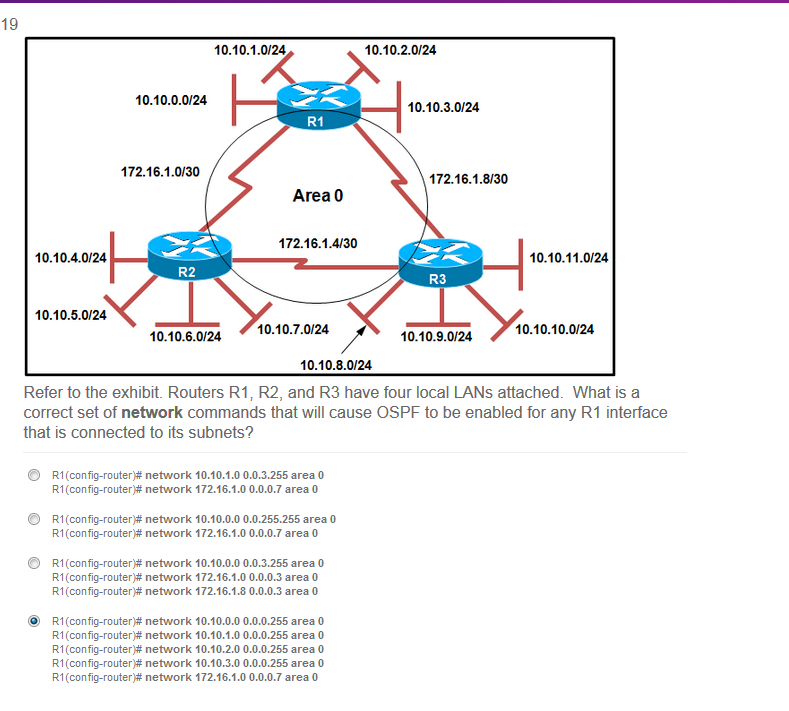 19
10.10.1.0/24
10.10.2.0/24
10.10.0.0/24
10.10.3.0/24
R1
172.16.1.0/30
172.16.1.8/30
Area 0
172.16.1.4/30
10.10.4.0/24
10.10.11.0/24
R2
R3
10.10.5.0/24
10.10.6.0/24
10.10.7.0/24
10.10.9.0/24
10.10.10.0/24
10.10.8.0/24
Refer to the exhibit. Routers R1, R2, and R3 have four local LANs attached. What is a
correct set of network commands that will cause OSPF to be enabled for any R1 interface
that is connected to its subnets?
R1(config-router)# network 10.10.1.0 0.0.3.255 area 0
R1(config-router)# network 172.16.1.0 0.0.0.7 area 0
R1(config-router)# network 10.10.0.0 0.0.255.255 area 0
R1(config-router)# network 172.16.1.0 0.0.0.7 area 0
R1(config-router)# network 10.10.0.0 0.0.3.255 area 0
R1(config-router)# network 172.16.1.0 0.0.0.3 area 0
R1(config-router)# network 172.16.1.8 0.0.0.3 area 0
R1(config-router)# network 10.10.0.0 0.0.0.255 area 0
R1(config-router)# network 10.10.1.0 0.0.0.255 area 0
R1(config-router)# network 10.10.2.0 0.0.0.255 area 0
R1(config-router)# network 10.10.3.0 0.0.0.255 area 0
R1(config-router)# network 172.16.1.0 0.0.0.7 area 0